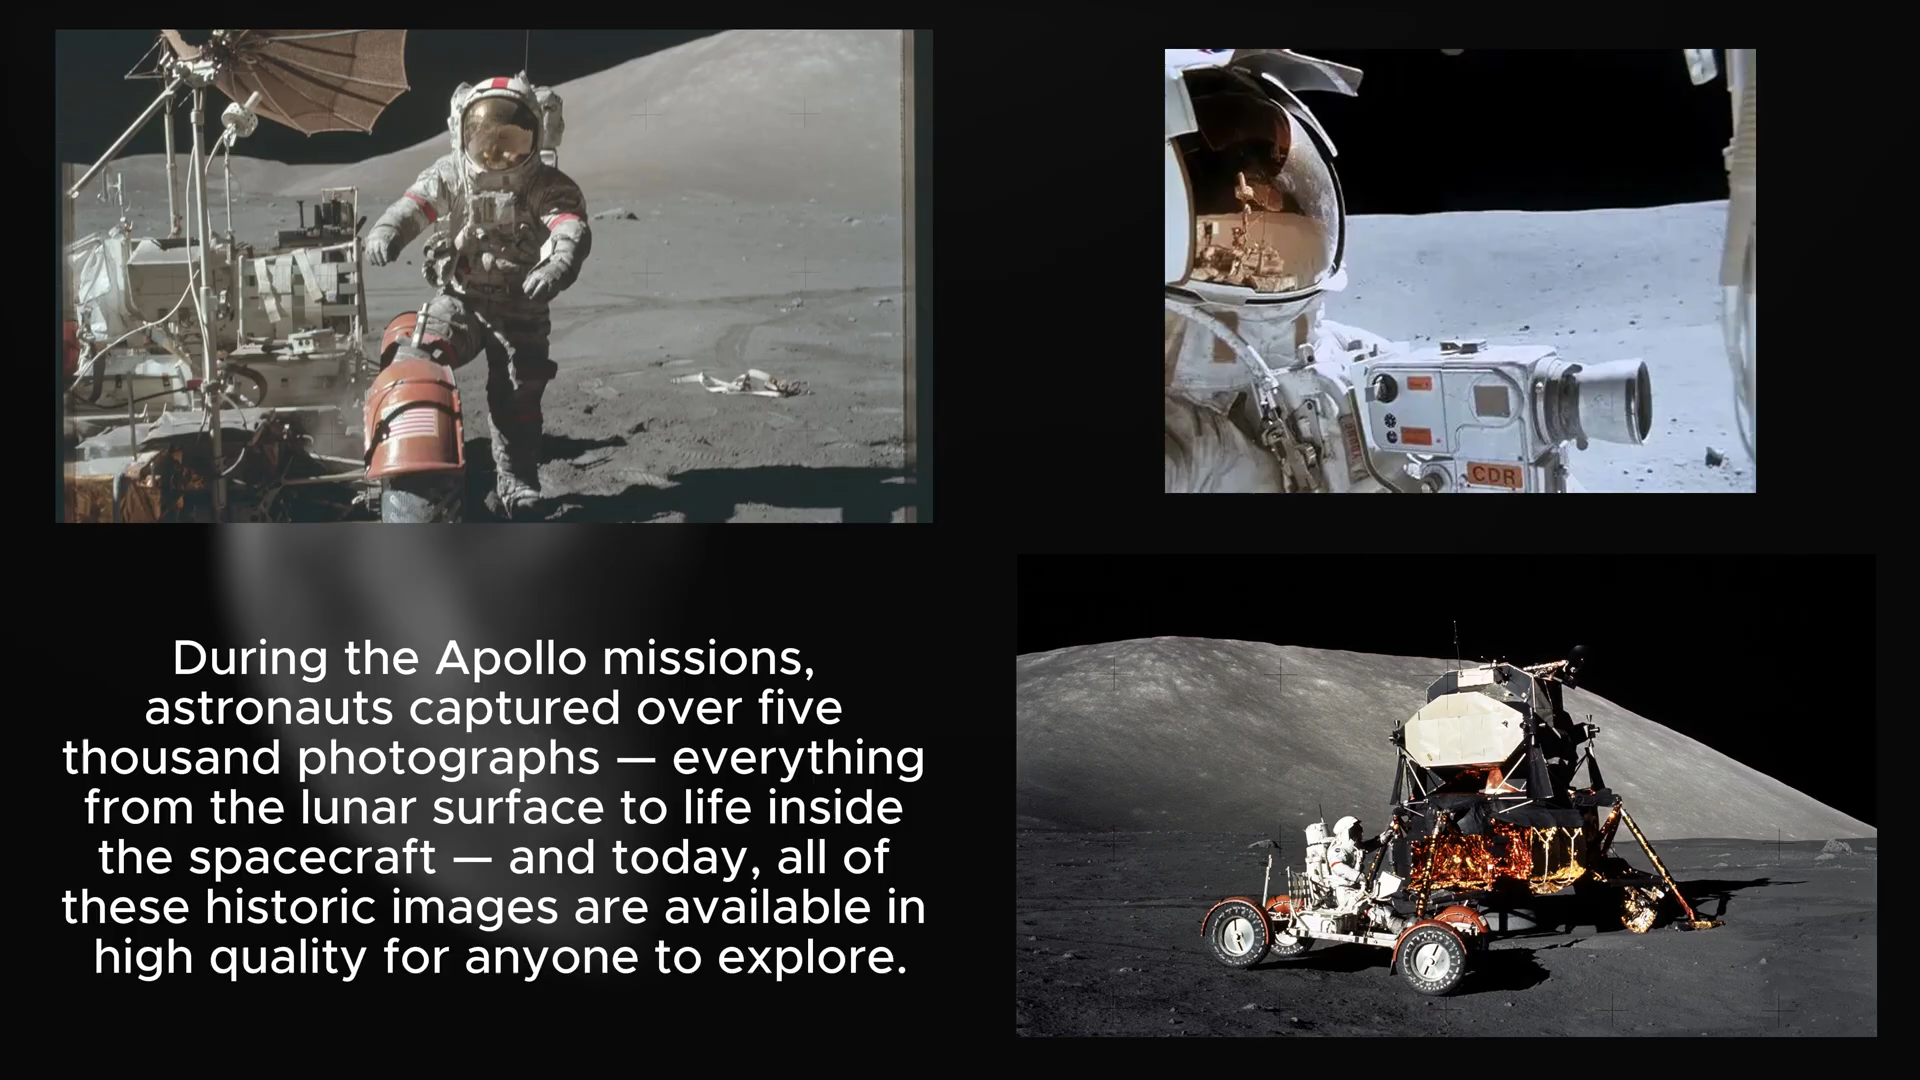 CDR
During the Apollo missions,
astronauts captured over five
thousand photographs — everything
from the lunar surface to life inside
the spacecraft — and today, all of
these historic images are available in
high quality for anyone to explore.